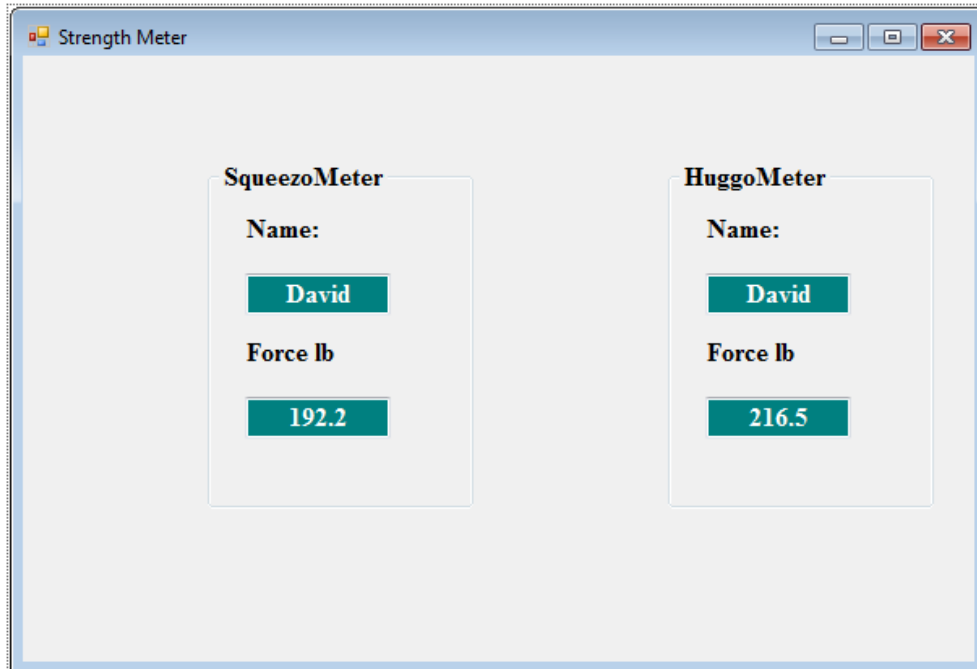 Strength Meter
SqueezoMeter
Name:
David
Force lb
192.2
HuggoMeter
Name:
David
Force lb
216.5